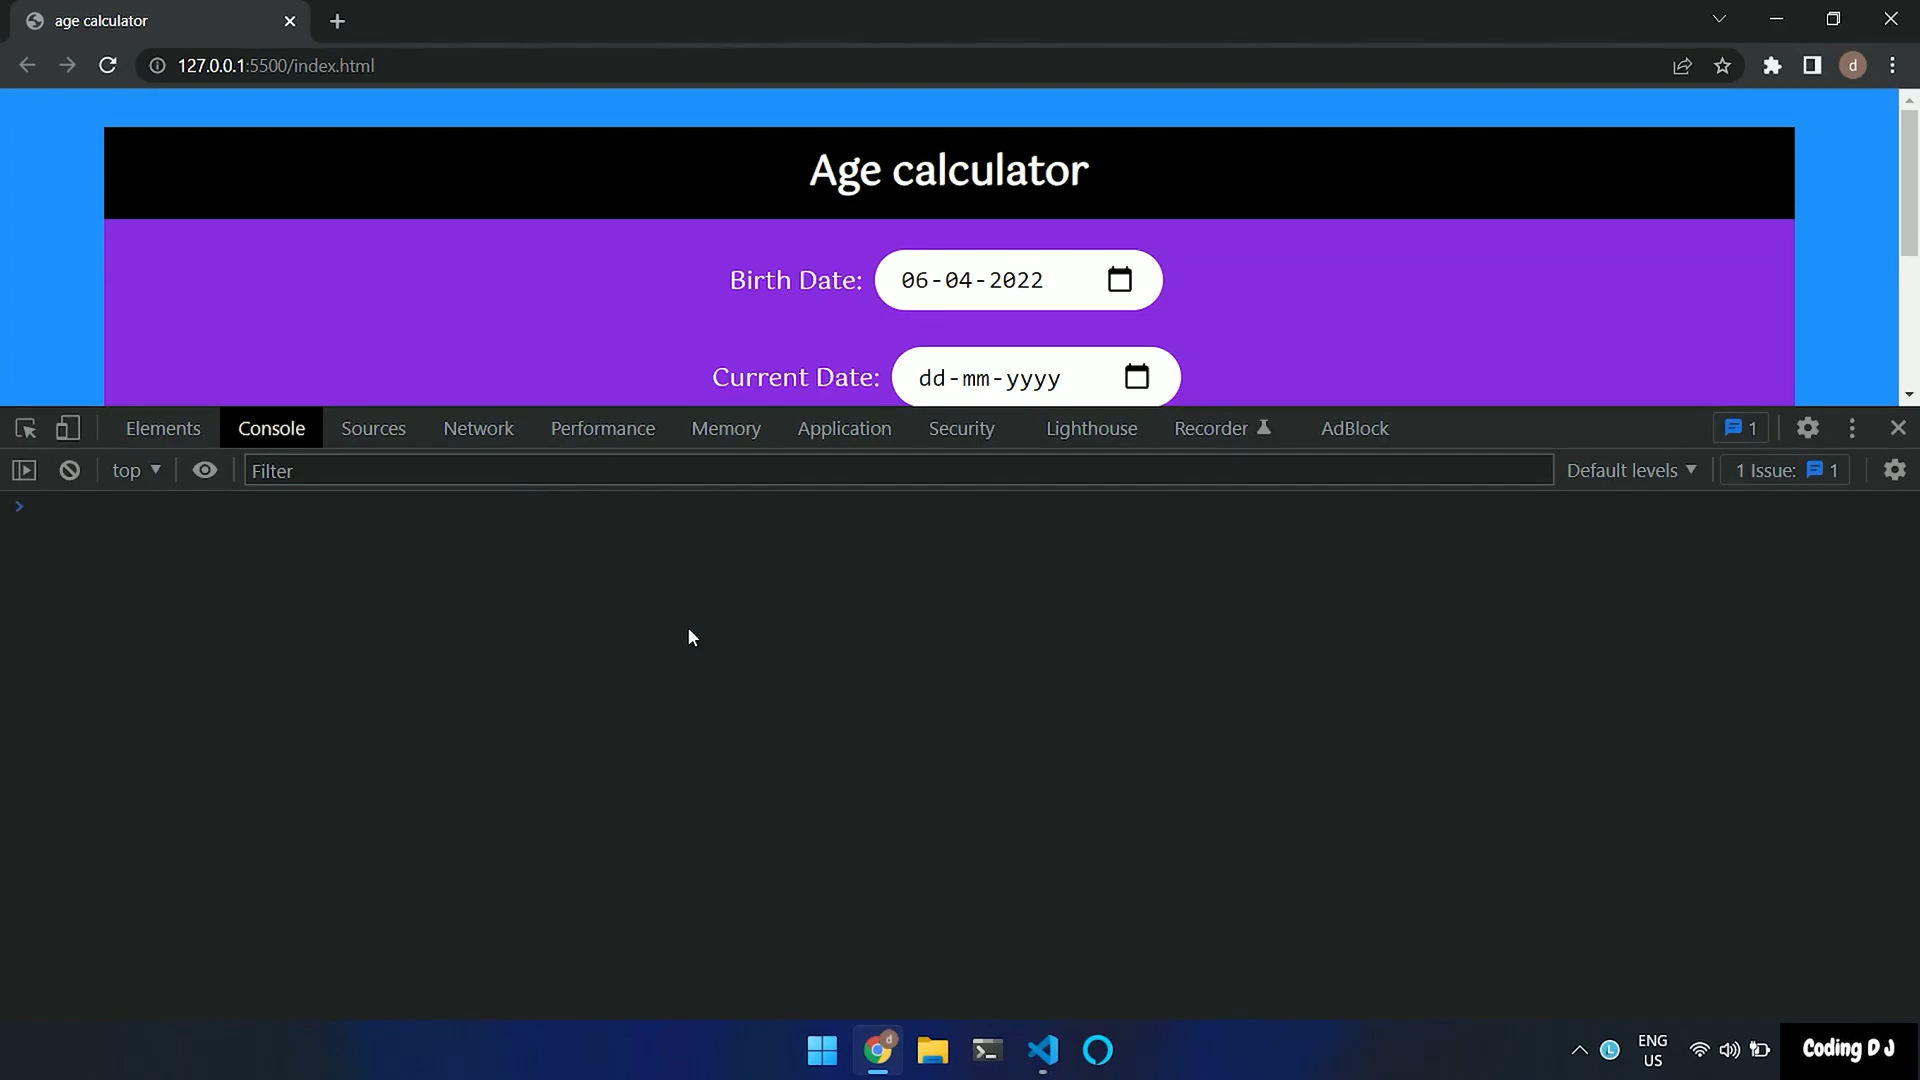 age calculator
127.0.0.1:5500/index.html
d
Age calculator
Birth Date: 06-04-2022
Current Date: dd-mm-yyyy
Elements Console Sources Network Performance Memory Application Security Lighthouse Recorder AdBlock 1
top Filter Default levels 1 Issue: 1
d
L
ENG
US
Coding D J